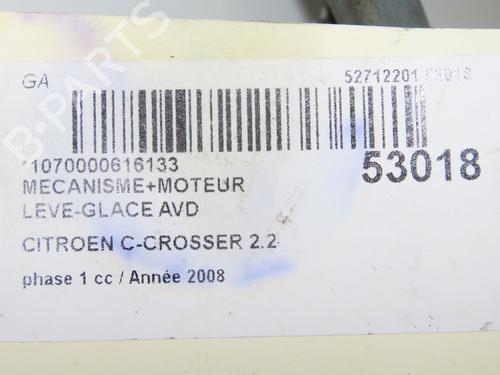 GA
52712201 53018
*1070000616133
53018
MECANISME+MOTEUR
LEVE-GLACE AVD
CITROEN C-CROSSER 2.2
phase 1 cc / Année 2008
B-PARTS